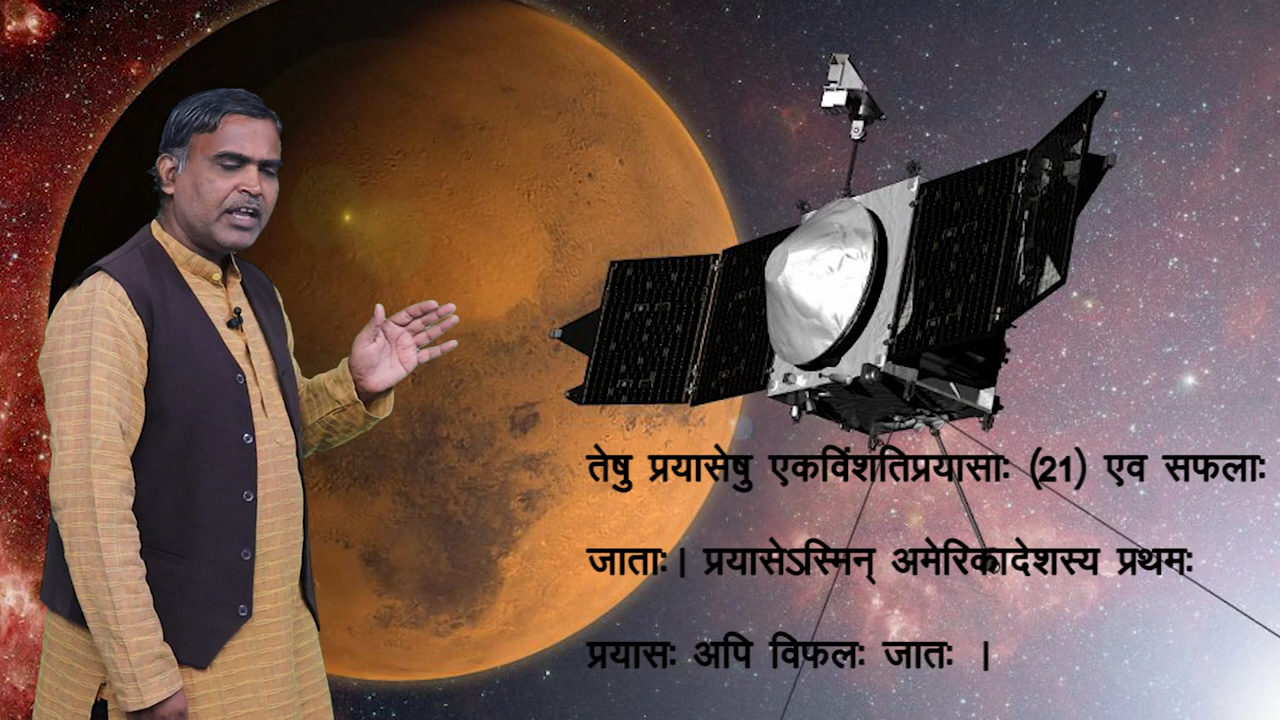 तेषु प्रयासेषु एकविंशतिप्रयासाः (21) एव सफलाः
जाताः। प्रयासेऽस्मिन् अमेरिकादेशस्य प्रथमः
प्रयासः अपि विफलः जातः ।